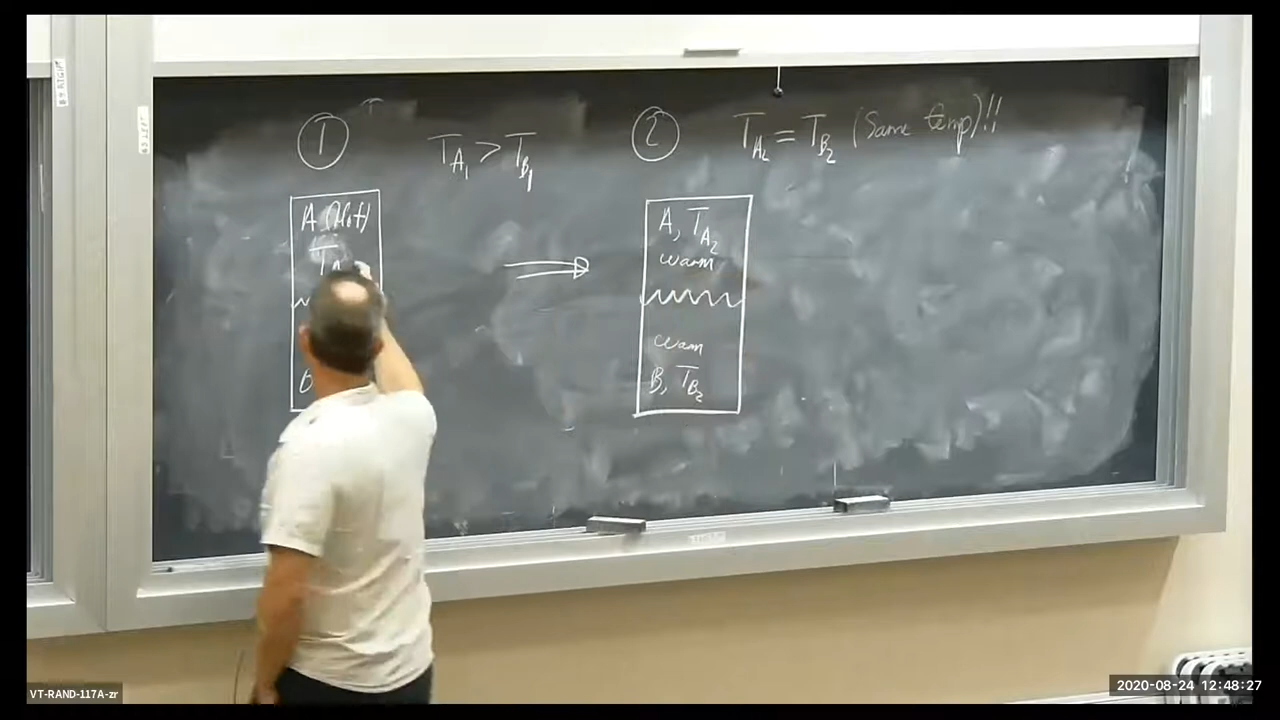 1
T_A1 > T_B1
2
T_A2 = T_B2 (Same temp)!!
A (Hot)
T_A
B
A, T_A2
warm
warm
B, T_B2
VT-RAND-117A-zr
2020-08-24 12:48:27